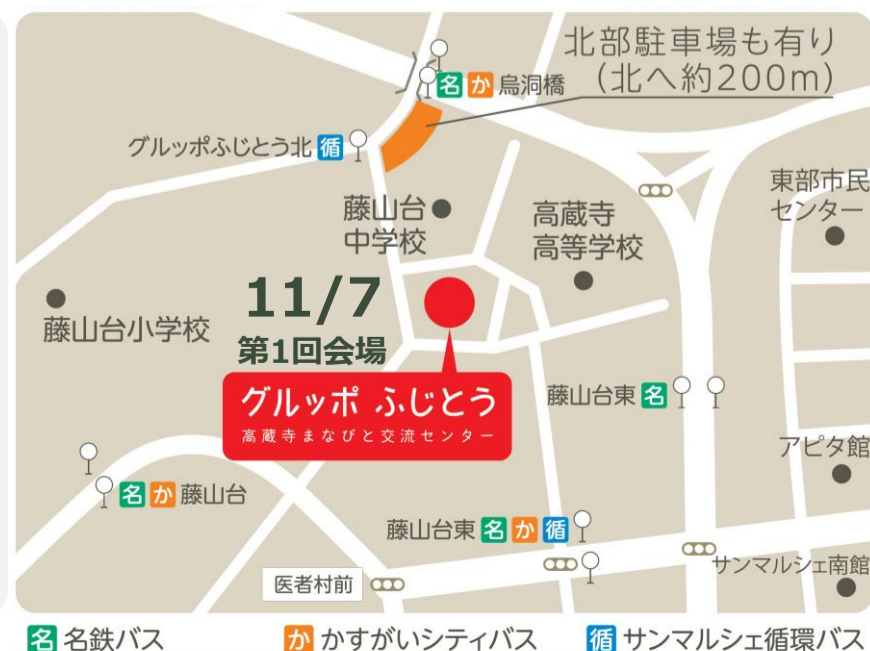 北部駐車場も有り
(北へ約200m)
名 か 烏洞橋
グルッポふじとう北 循
藤山台
中学校
高蔵寺
高等学校
東部市民
センター
11/7
第1回会場
藤山台小学校
グルッポ ふじとう
高蔵寺まなびと交流センター
藤山台東 名
アピタ館
名 か 藤山台
藤山台東 名 か 循
サンマルシェ南館
医者村前
名 名鉄バス
か かすがいシティバス
循 サンマルシェ循環バス